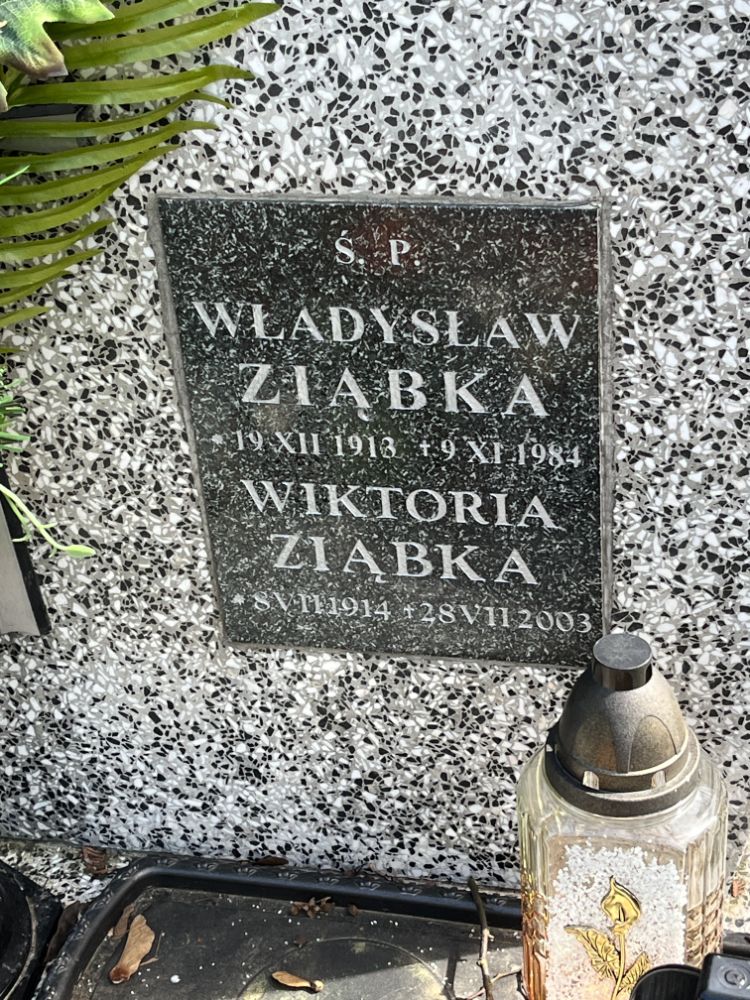 Ś. P.
WŁADYSŁAW
ZIĄBKA
* 19 XII 1913 + 9 XI 1984
WIKTORIA
ZIĄBKA
* 8 VII 1914 + 28 VII 2003